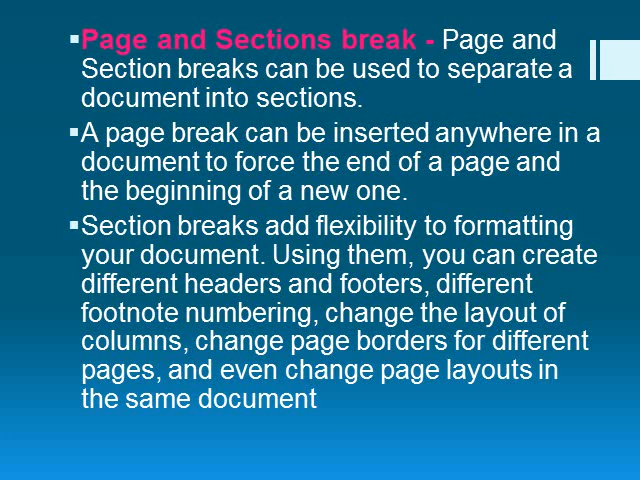 ▪Page and Sections break - Page and
Section breaks can be used to separate a
document into sections.
▪A page break can be inserted anywhere in a
document to force the end of a page and
the beginning of a new one.
▪Section breaks add flexibility to formatting
your document. Using them, you can create
different headers and footers, different
footnote numbering, change the layout of
columns, change page borders for different
pages, and even change page layouts in
the same document